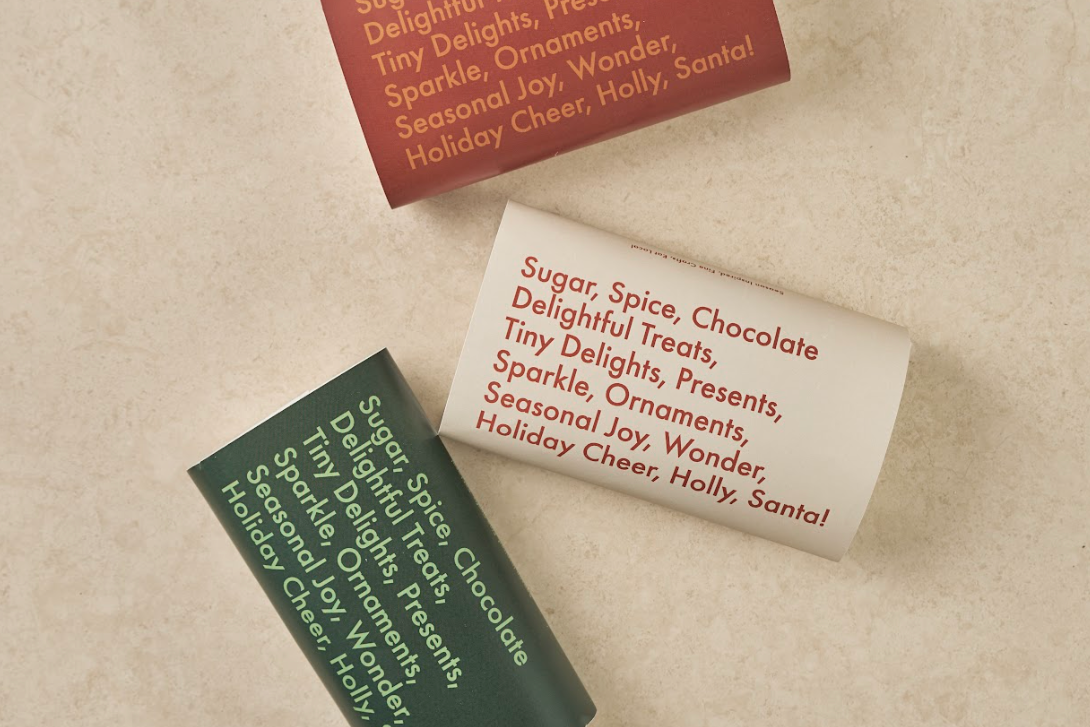 Sug
Delightful
Tiny Delights, Prese
Sparkle, Ornaments,
Seasonal Joy, Wonder,
Holiday Cheer, Holly, Santa!
Sugar, Spice, Chocolate
Delightful Treats,
Tiny Delights, Presents,
Sparkle, Ornaments,
Seasonal Joy, Wonder,
Holiday Cheer, Holly, Santa!
Sugar, Spice, Chocolate
Delightful Treats,
Tiny Delights, Presents,
Sparkle, Ornaments,
Seasonal Joy, Wonder,
Holiday Cheer, Holly,